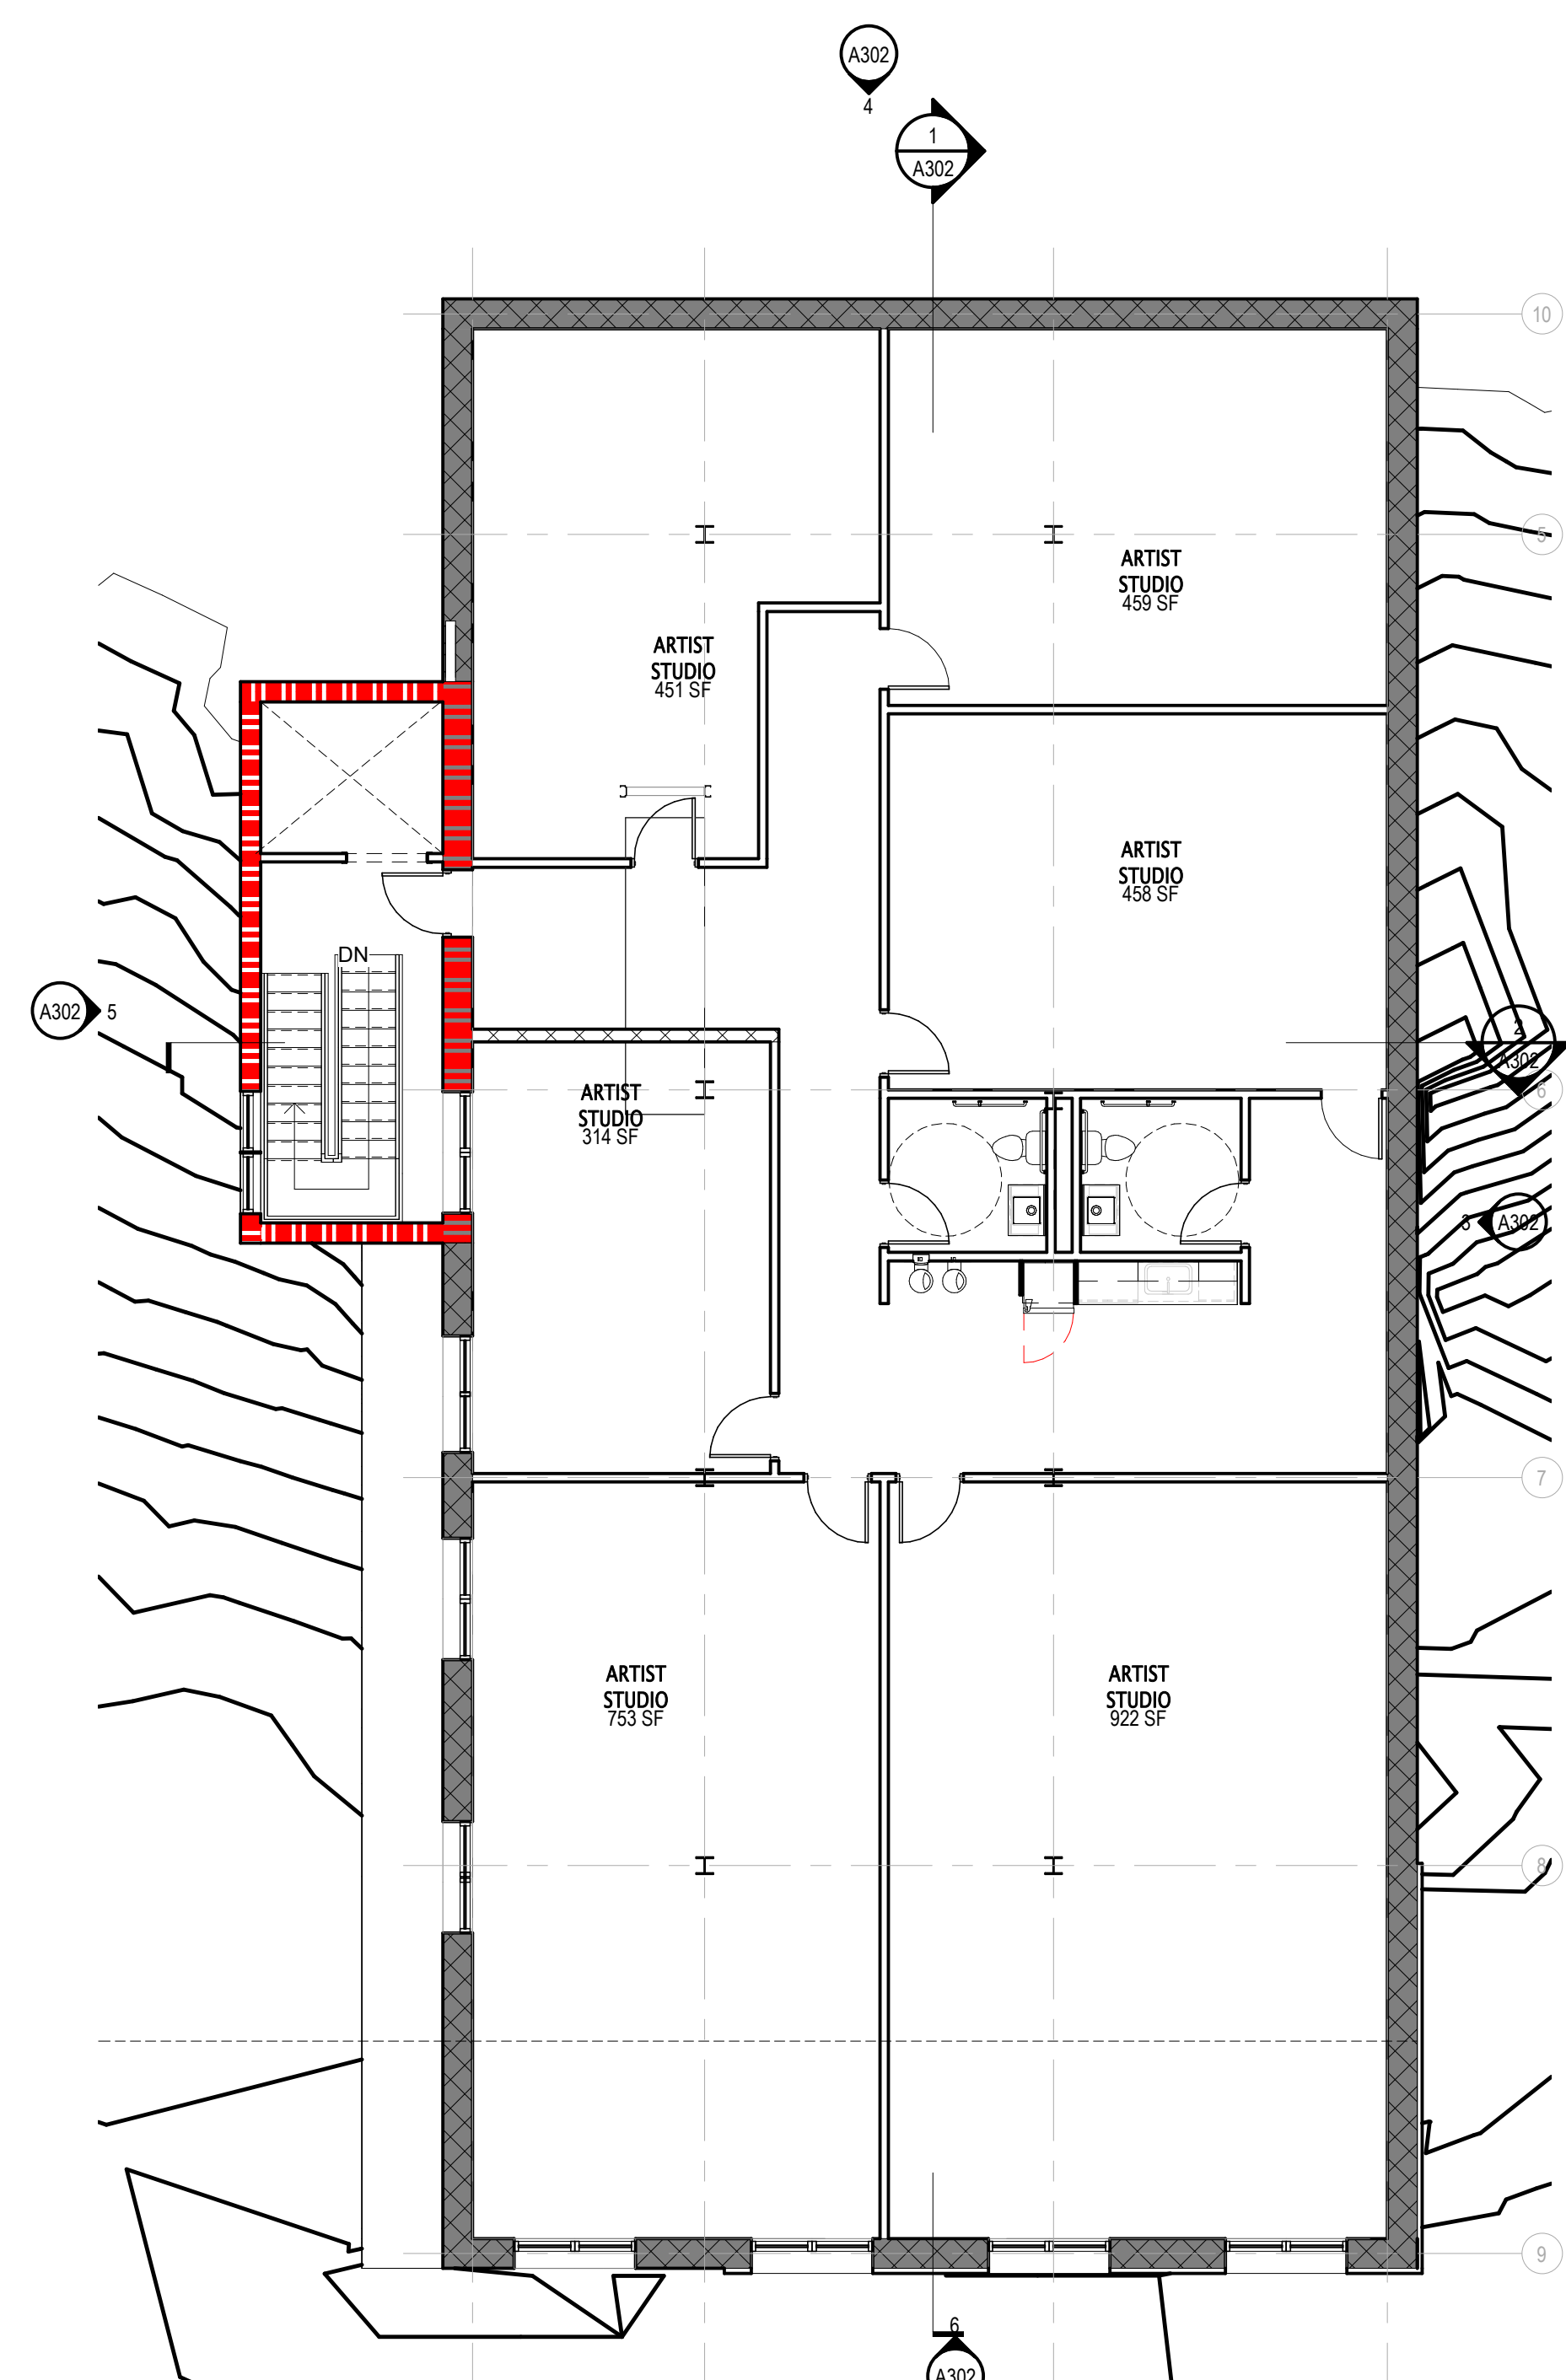 A302
4
1
A302
10
5
ARTIST
STUDIO
459 SF
ARTIST
STUDIO
451 SF
ARTIST
STUDIO
458 SF
DN
A302
5
2
A302
6
ARTIST
STUDIO
314 SF
3
A302
7
ARTIST
STUDIO
753 SF
ARTIST
STUDIO
922 SF
8
9
6
A302